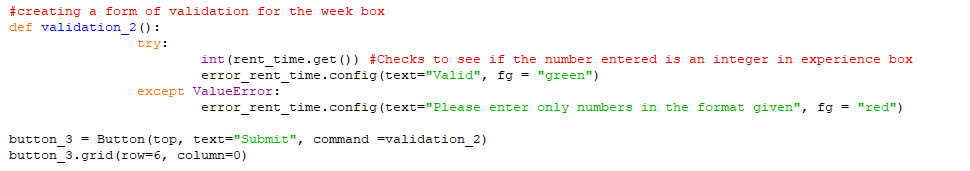 #creating a form of validation for the week box
def validation_2():
try:
int(rent_time.get()) #Checks to see if the number entered is an integer in experience box
error_rent_time.config(text="Valid", fg = "green")
except ValueError:
error_rent_time.config(text="Please enter only numbers in the format given", fg = "red")
button_3 = Button(top, text="Submit", command =validation_2)
button_3.grid(row=6, column=0)